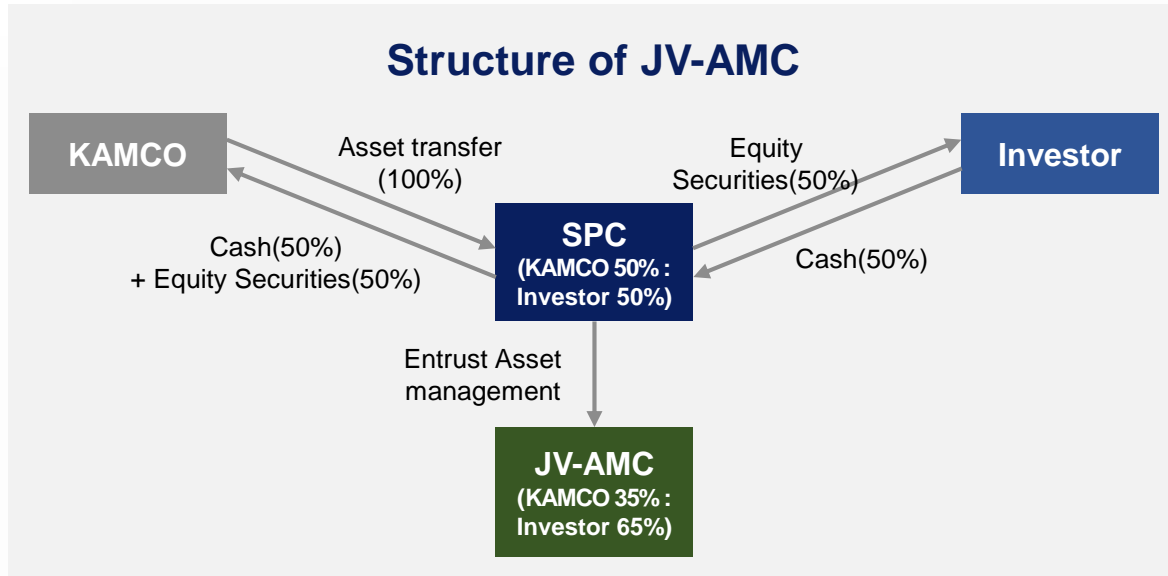 Structure of JV-AMC
KAMCO
Asset transfer
(100%)
Equity
Securities(50%)
Investor
Cash(50%)
+ Equity Securities(50%)
SPC
(KAMCO 50% :
Investor 50%)
Cash(50%)
Entrust Asset
management
JV-AMC
(KAMCO 35% :
Investor 65%)